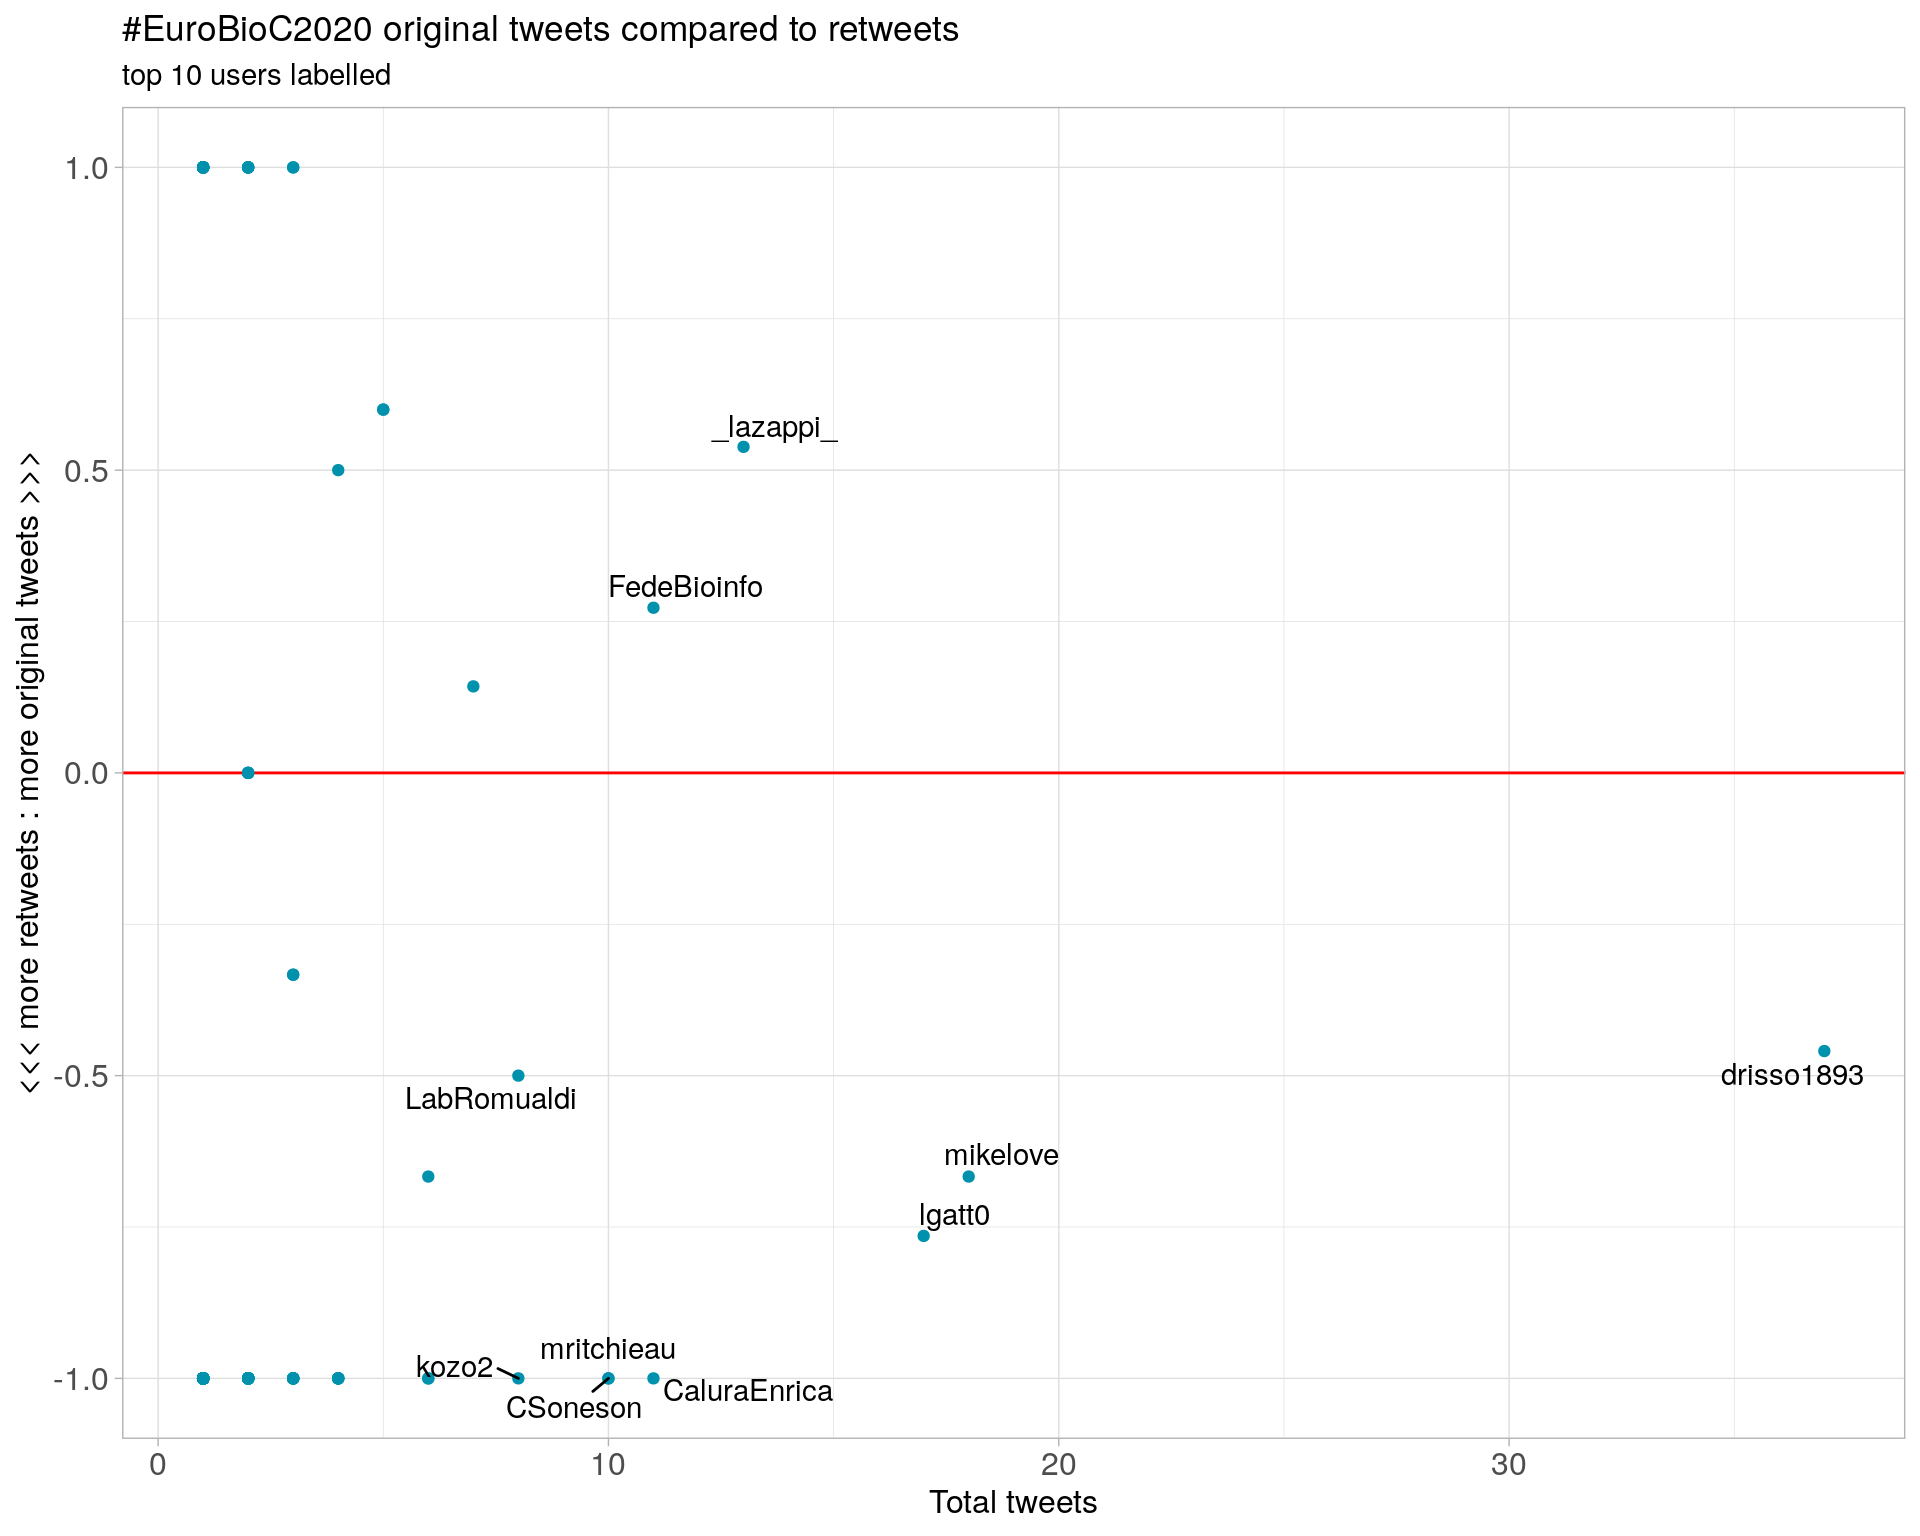 #EuroBioC2020 original tweets compared to retweets
top 10 users labelled
<<< more retweets : more original tweets >>>
1.0
0.5
0.0
-0.5
-1.0
_lazappi_
FedeBioinfo
LabRomualdi
drisso1893
mikelove
lgatt0
mritchieau
kozo2
CaluraEnrica
CSoneson
0
10
20
30
Total tweets